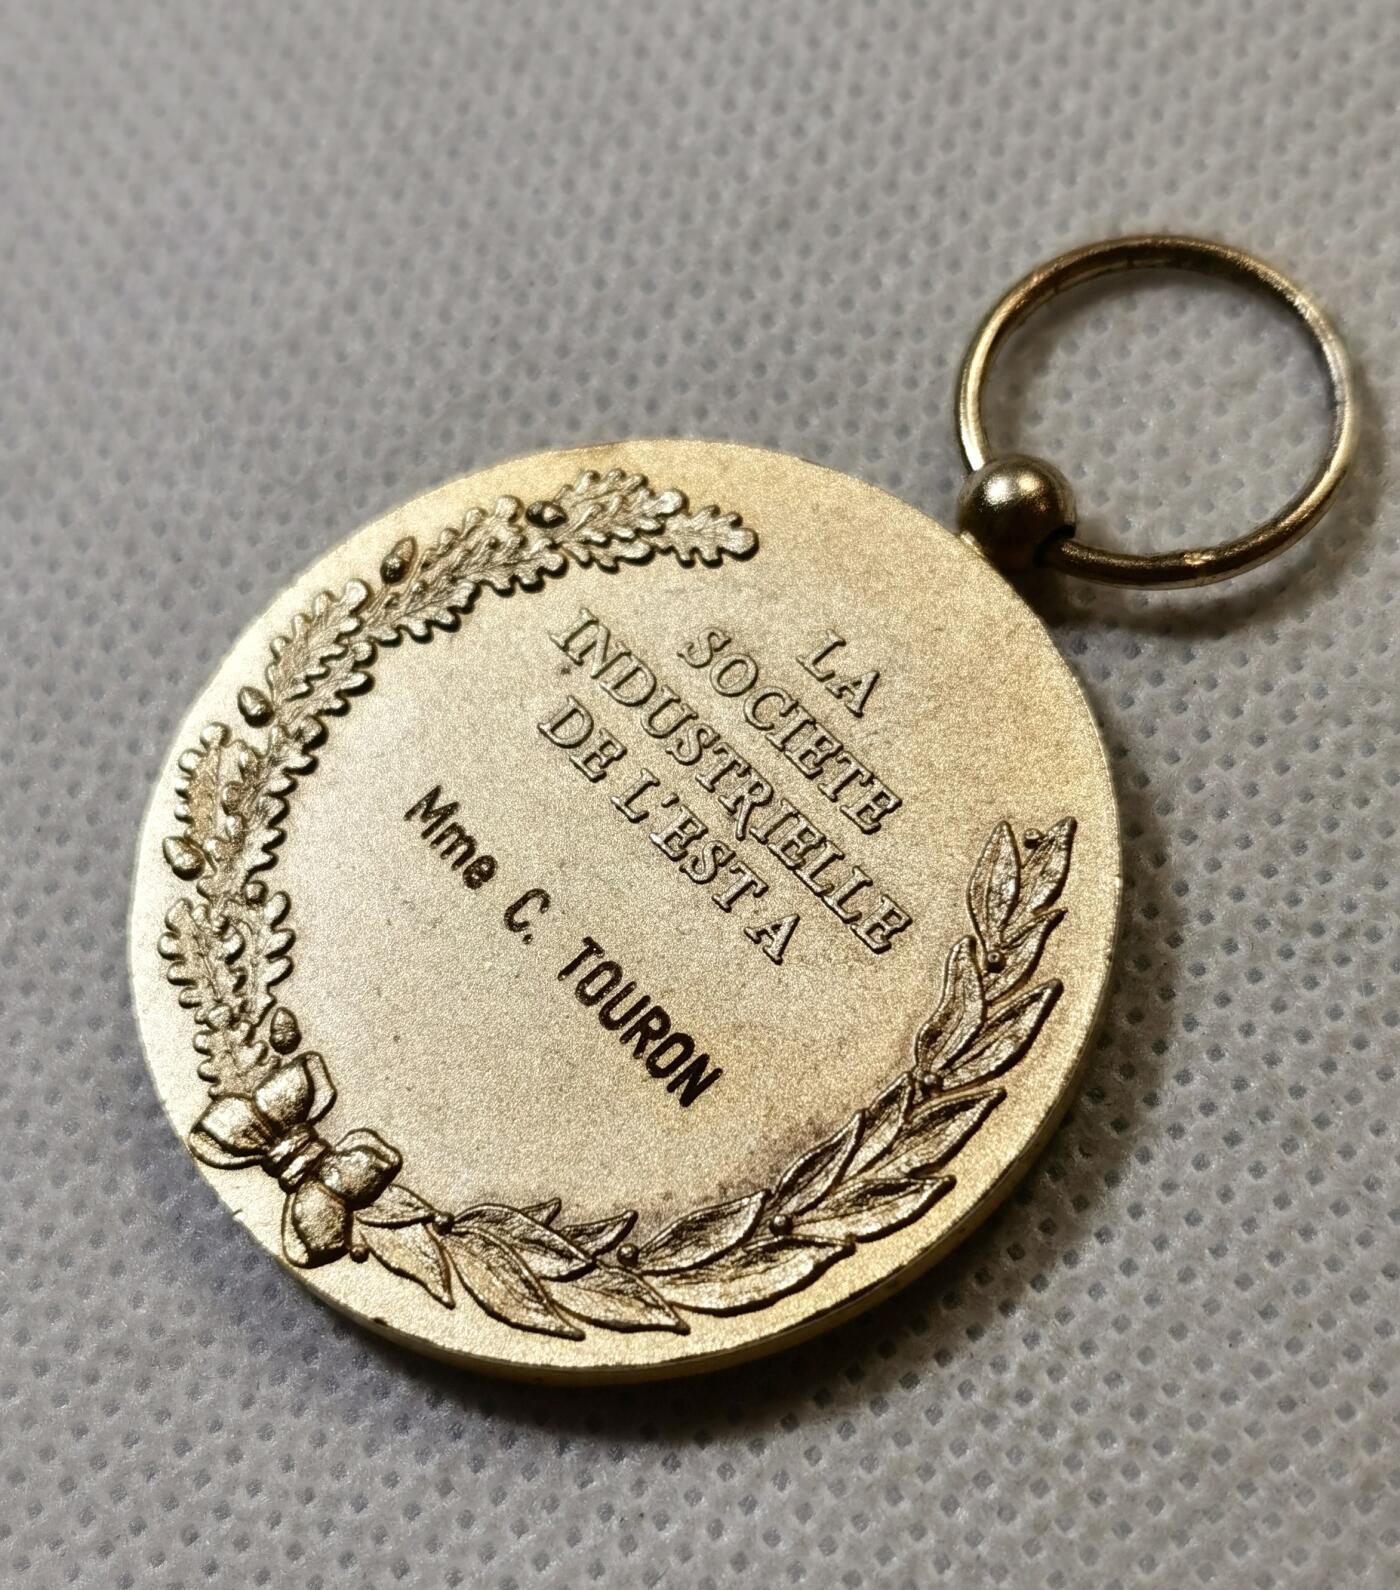 LA
SOCIETE
INDUSTRIELLE
DE L'EST A
Mme C. TOURON